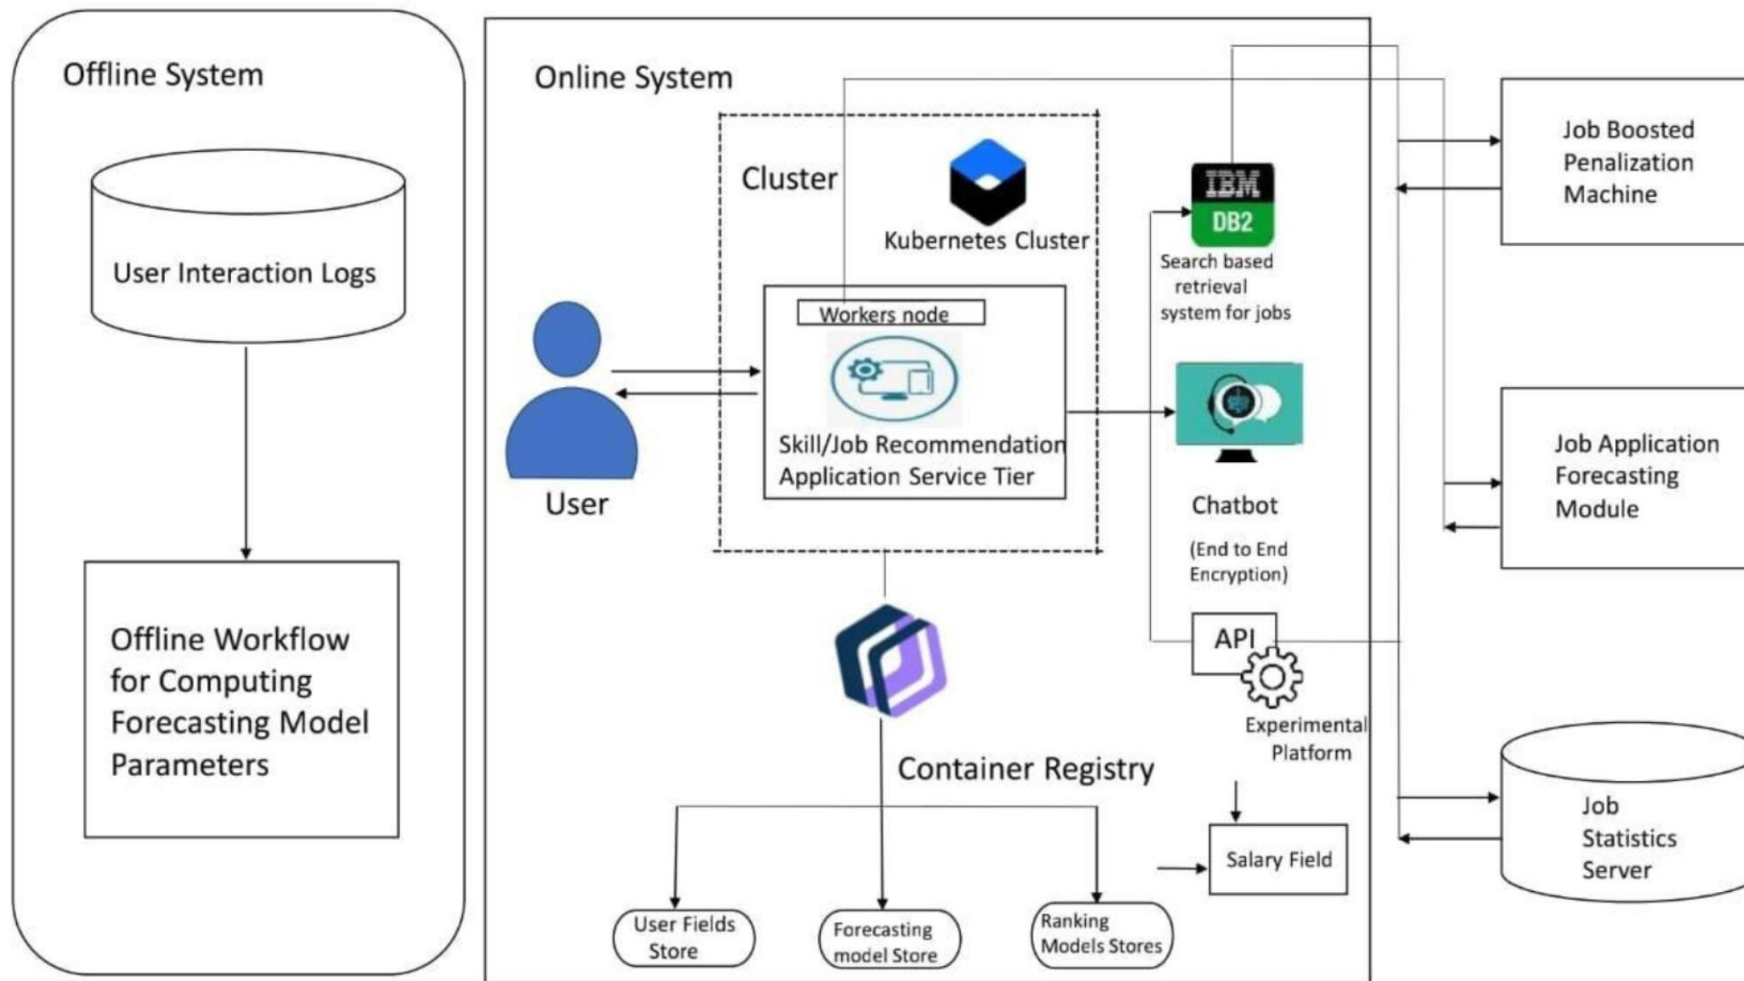 Offline System
User Interaction Logs
Offline Workflow
for Computing
Forecasting Model
Parameters
Online System
Cluster
Kubernetes Cluster
Workers node
Skill/Job Recommendation
Application Service Tier
User
IBM
DB2
Search based
retrieval
system for jobs
Chatbot
(End to End
Encryption)
API
Experimental
Platform
Salary Field
Container Registry
User Fields
Store
Forecasting
model Store
Ranking
Models Stores
Job Boosted
Penalization
Machine
Job Application
Forecasting
Module
Job
Statistics
Server